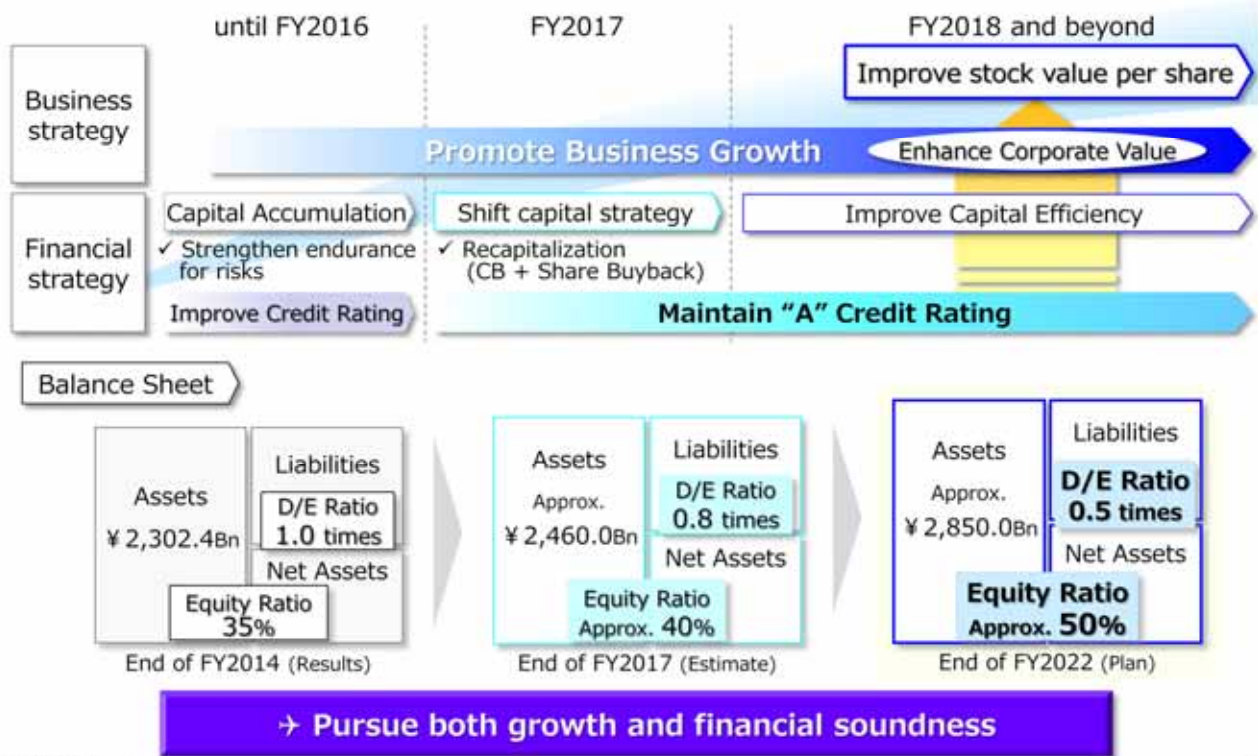 until FY2016
FY2017
FY2018 and beyond
Business
strategy
Improve stock value per share
Promote Business Growth
Enhance Corporate Value
Financial
strategy
Capital Accumulation
✓ Strengthen endurance
for risks
Improve Credit Rating
Shift capital strategy
✓ Recapitalization
(CB + Share Buyback)
Improve Capital Efficiency
Maintain “A” Credit Rating
Balance Sheet
Assets
¥ 2,302.4Bn
Liabilities
D/E Ratio
1.0 times
Net Assets
Equity Ratio
35%
End of FY2014 (Results)
Assets
Approx.
¥ 2,460.0Bn
Liabilities
D/E Ratio
0.8 times
Net Assets
Equity Ratio
Approx. 40%
End of FY2017 (Estimate)
Assets
Approx.
¥ 2,850.0Bn
Liabilities
D/E Ratio
0.5 times
Net Assets
Equity Ratio
Approx. 50%
End of FY2022 (Plan)
✈ Pursue both growth and financial soundness